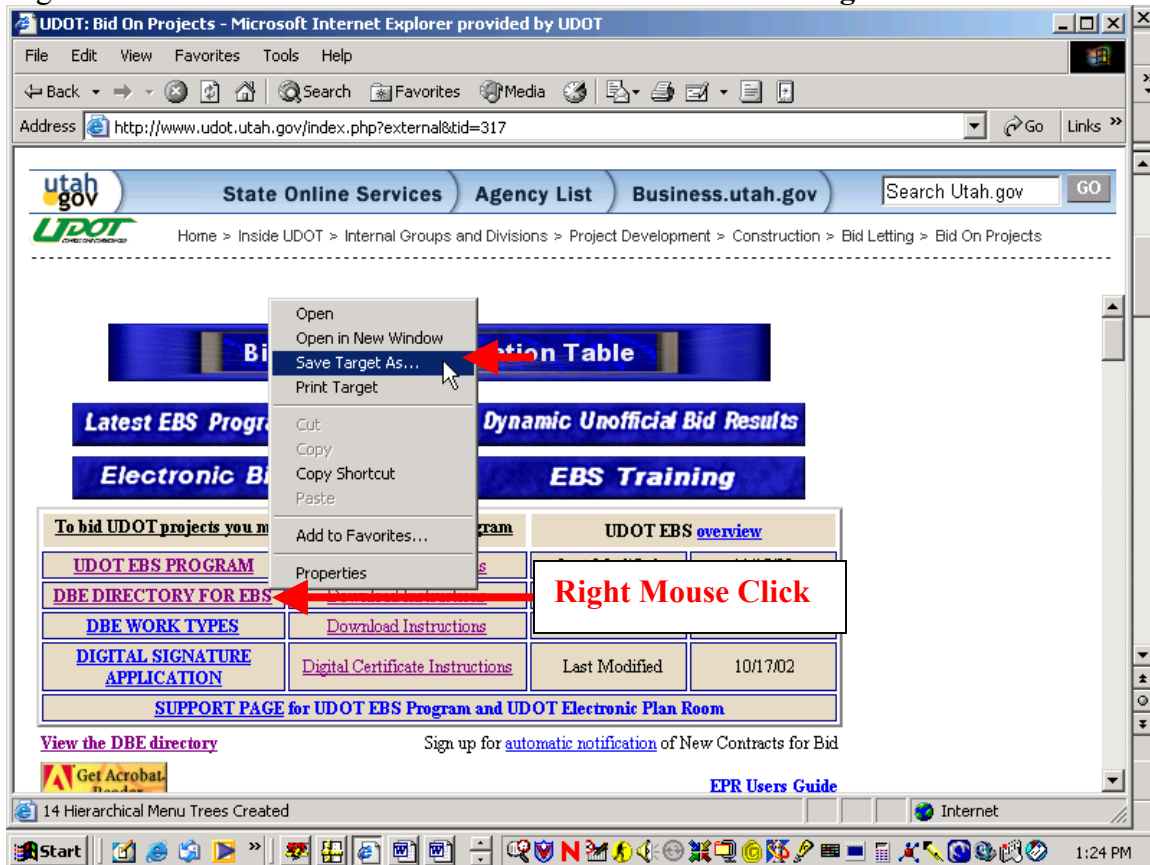 UDOT: Bid On Projects - Microsoft Internet Explorer provided by UDOT
File Edit View Favorites Tools Help
Back Search Favorites Media
Address http://www.udot.utah.gov/index.php?external&tid=317 Go Links »
utah gov State Online Services Agency List Business.utah.gov Search Utah.gov GO
UDOT Home > Inside UDOT > Internal Groups and Divisions > Project Development > Construction > Bid Letting > Bid On Projects
Open
Open in New Window
Save Target As...
Print Target
Cut
Copy
Copy Shortcut
Paste
Add to Favorites...
Properties
Bi on Table
Latest EBS Progr Dynamic Unofficial Bid Results
Electronic Bi EBS Training
To bid UDOT projects you m gram UDOT EBS overview
UDOT EBS PROGRAM
DBE DIRECTORY FOR EBS Download Instructions Right Mouse Click
DBE WORK TYPES Download Instructions
DIGITAL SIGNATURE APPLICATION Digital Certificate Instructions Last Modified 10/17/02
SUPPORT PAGE for UDOT EBS Program and UDOT Electronic Plan Room
View the DBE directory Sign up for automatic notification of New Contracts for Bid
Get Acrobat Reader EPR Users Guide
14 Hierarchical Menu Trees Created Internet
Start » 1:24 PM